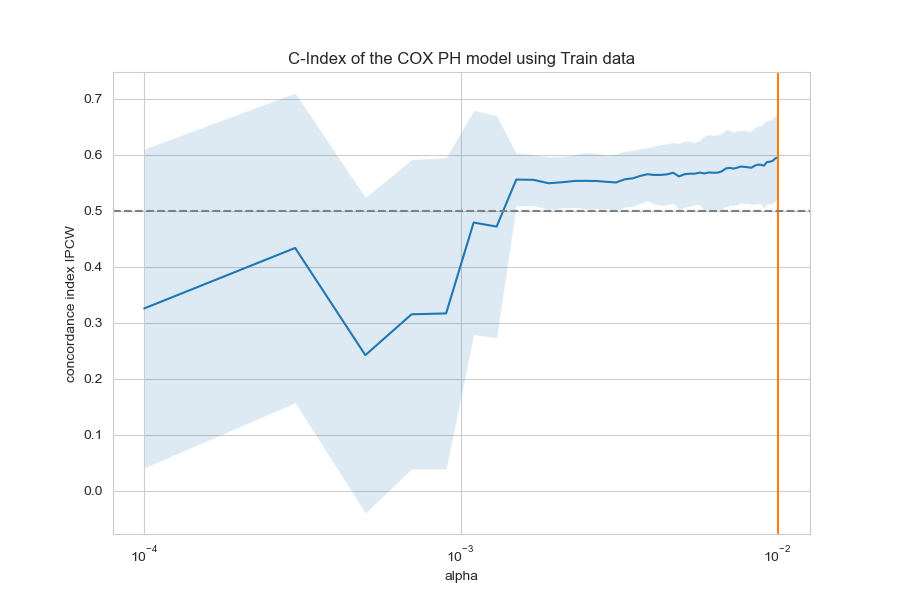 C-Index of the COX PH model using Train data
concordance index IPCW
0.7
0.6
0.5
0.4
0.3
0.2
0.1
0.0
10⁻⁴ 10⁻³ 10⁻²
alpha